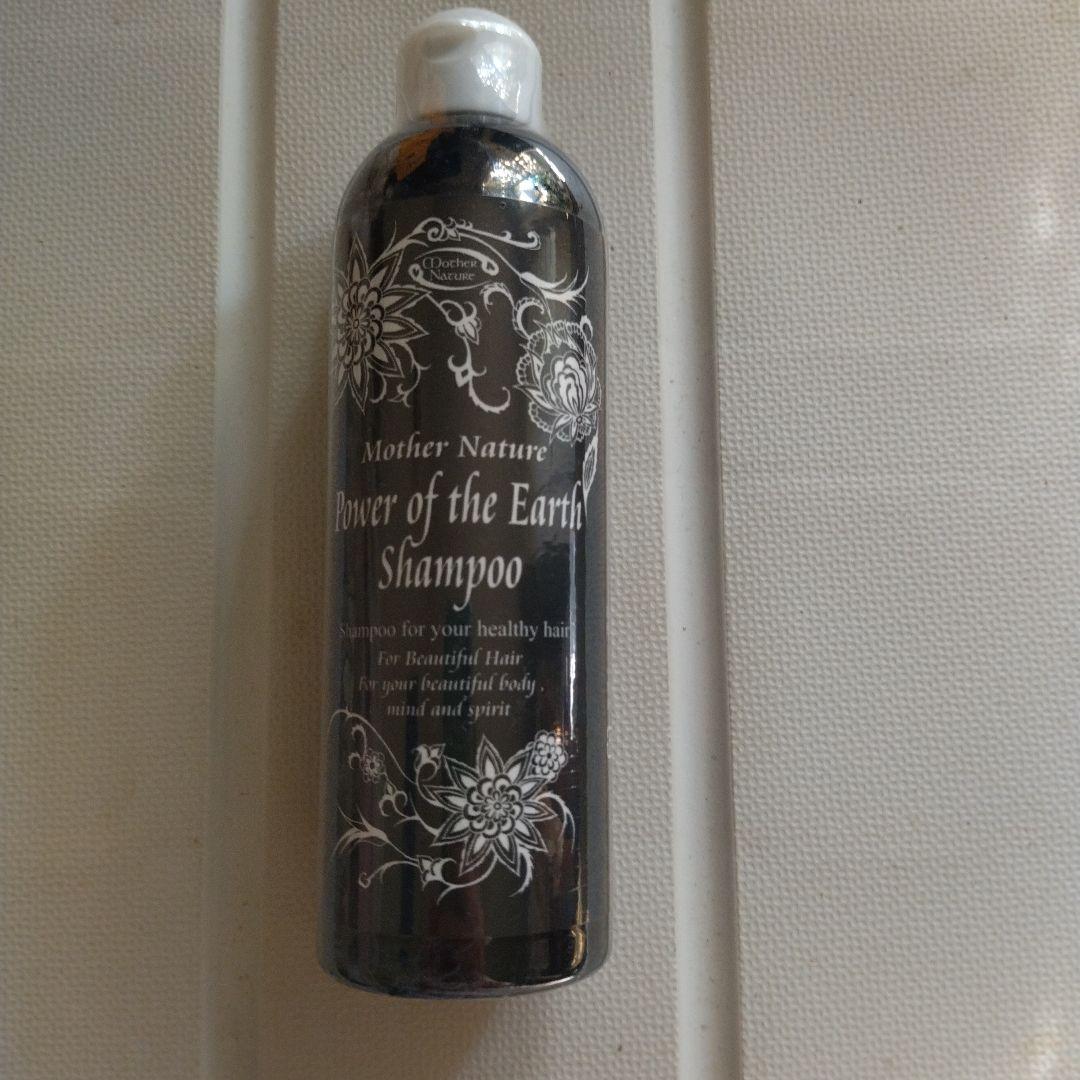 Mother
Nature
Mother Nature
Power of the Earth
Shampoo
Shampoo for your healthy hair
For Beautiful Hair
For your beautiful body ,
mind and spirit